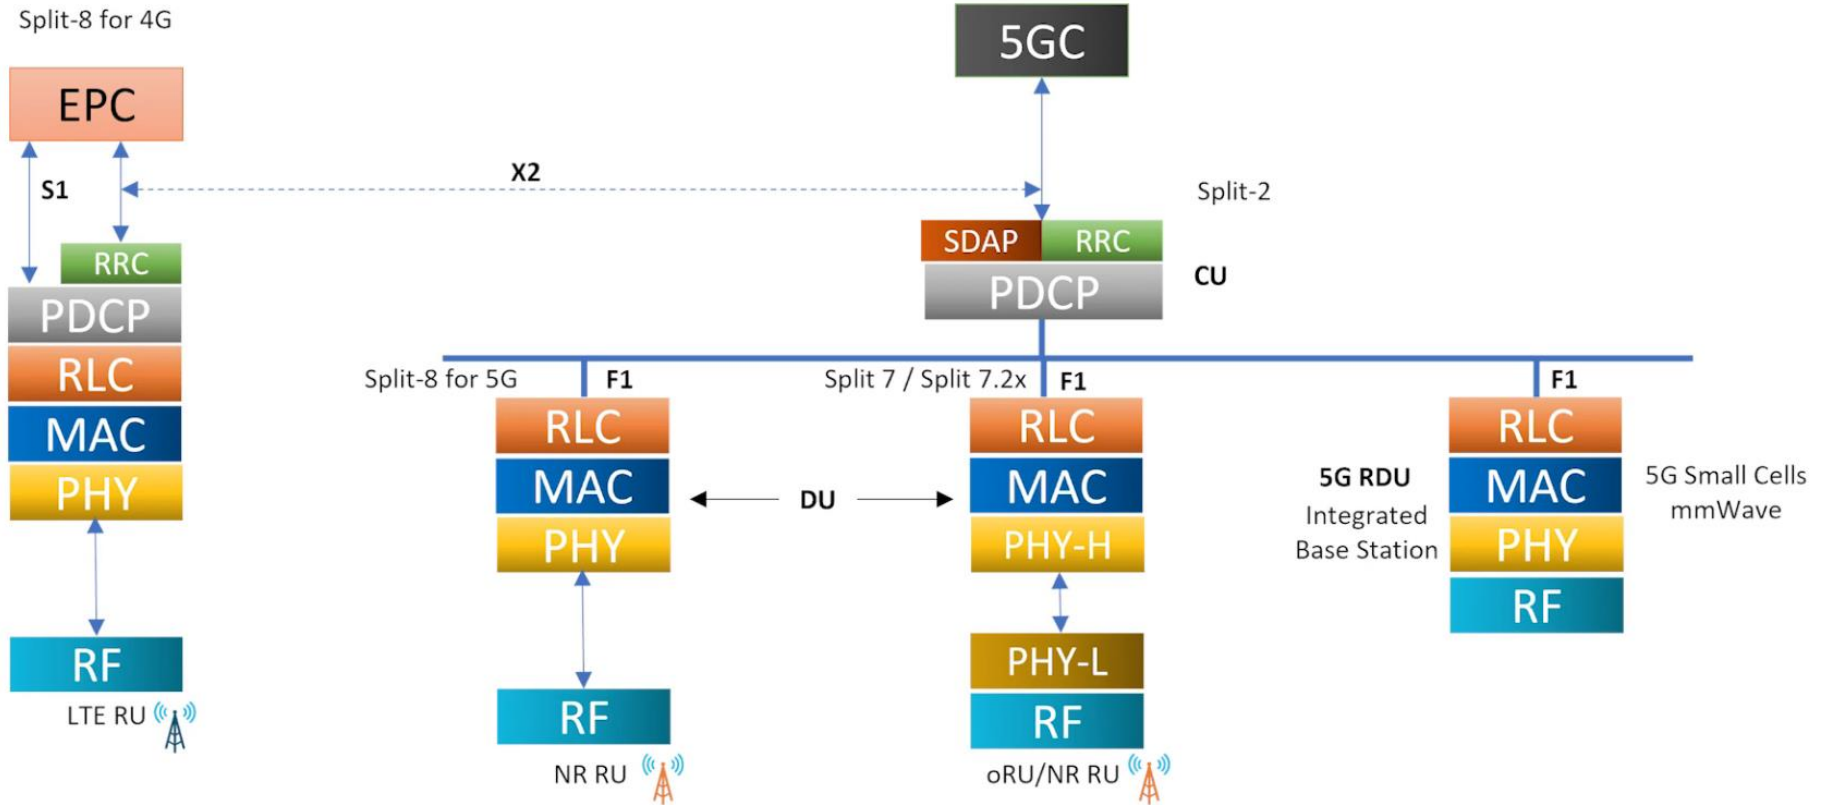 Split-8 for 4G
EPC
S1
X2
RRC
PDCP
RLC
MAC
PHY
RF
LTE RU
5GC
Split-2
SDAP
RRC
PDCP
CU
Split-8 for 5G
F1
RLC
MAC
PHY
RF
NR RU
DU
Split 7 / Split 7.2x
F1
RLC
MAC
PHY-H
PHY-L
RF
oRU/NR RU
F1
5G RDU
Integrated
Base Station
RLC
MAC
PHY
RF
5G Small Cells
mmWave